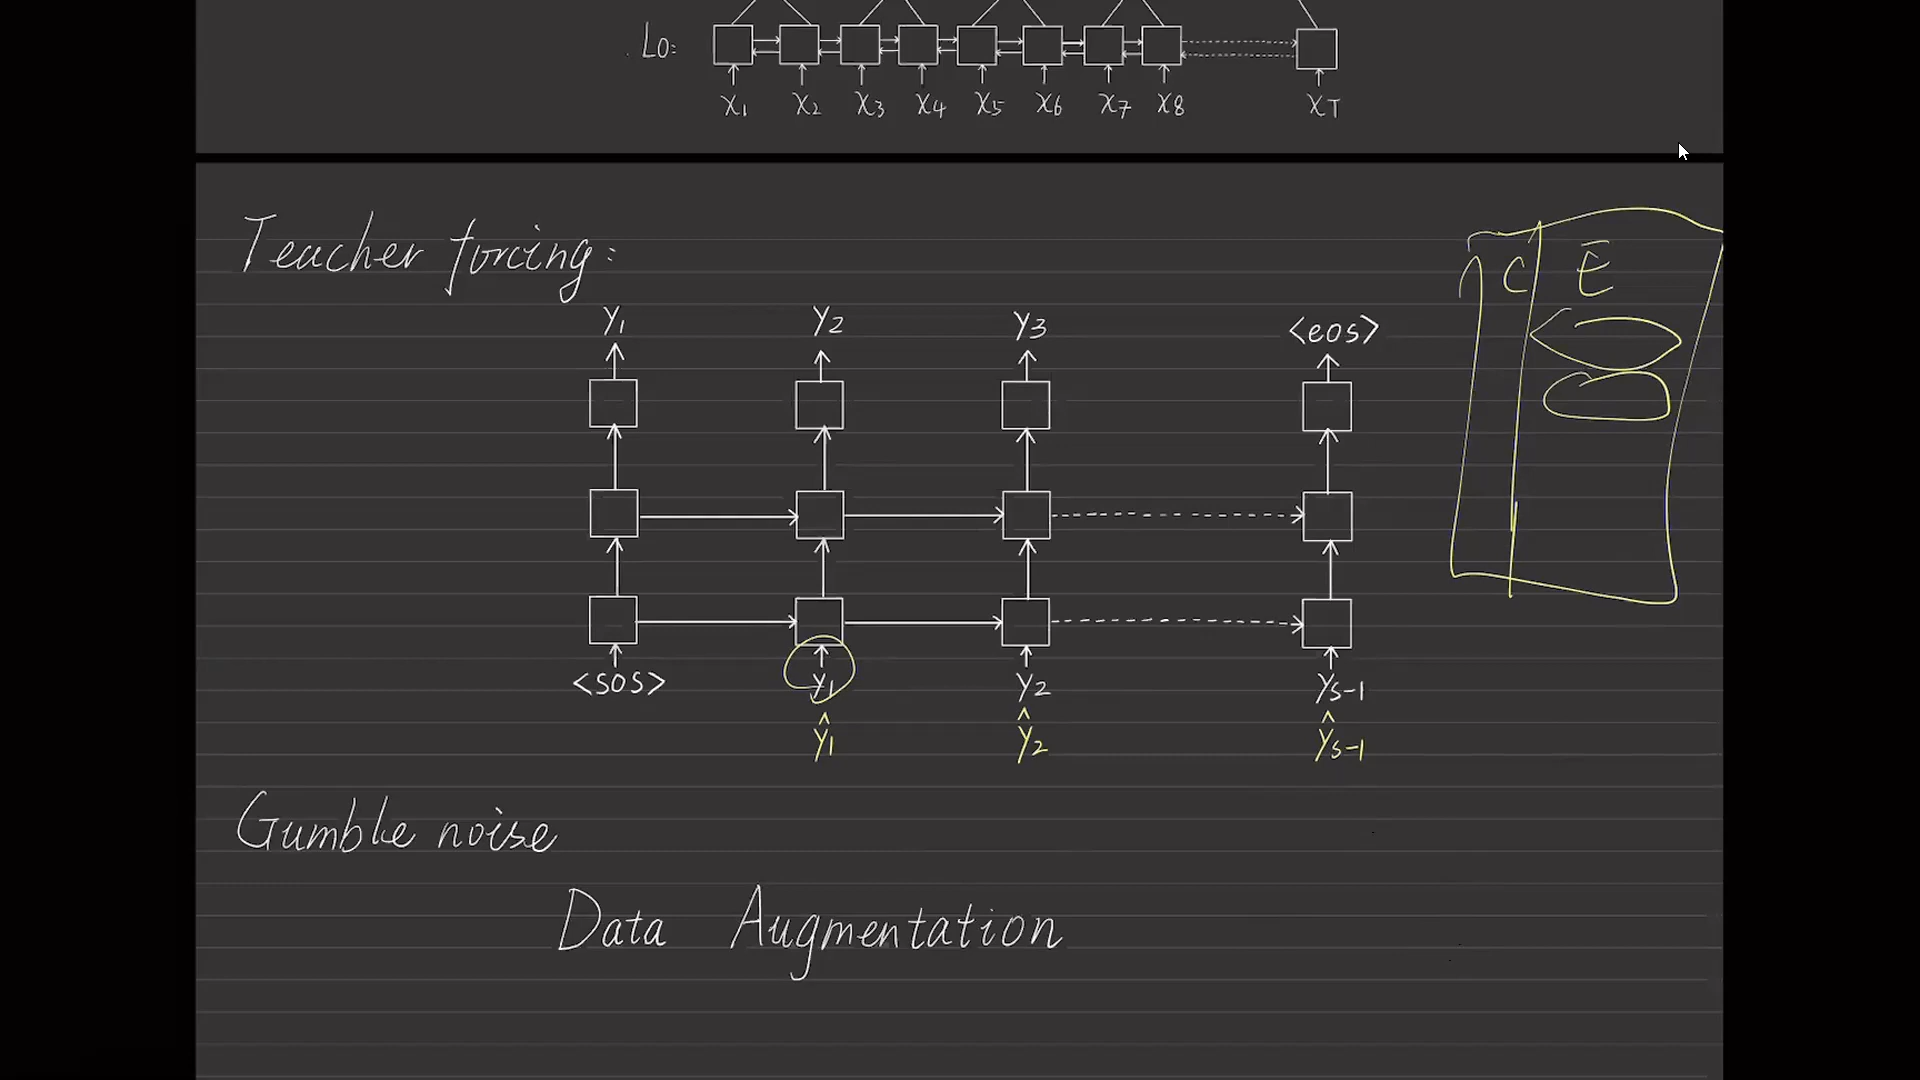 L0:
x1 x2 x3 x4 x5 x6 x7 x8 xT
Teacher forcing:
C E
y1 y2 y3 <eos>
<sos> y1 y2 ys-1
ŷ1 ŷ2 ŷs-1
Gumble noise
Data Augmentation